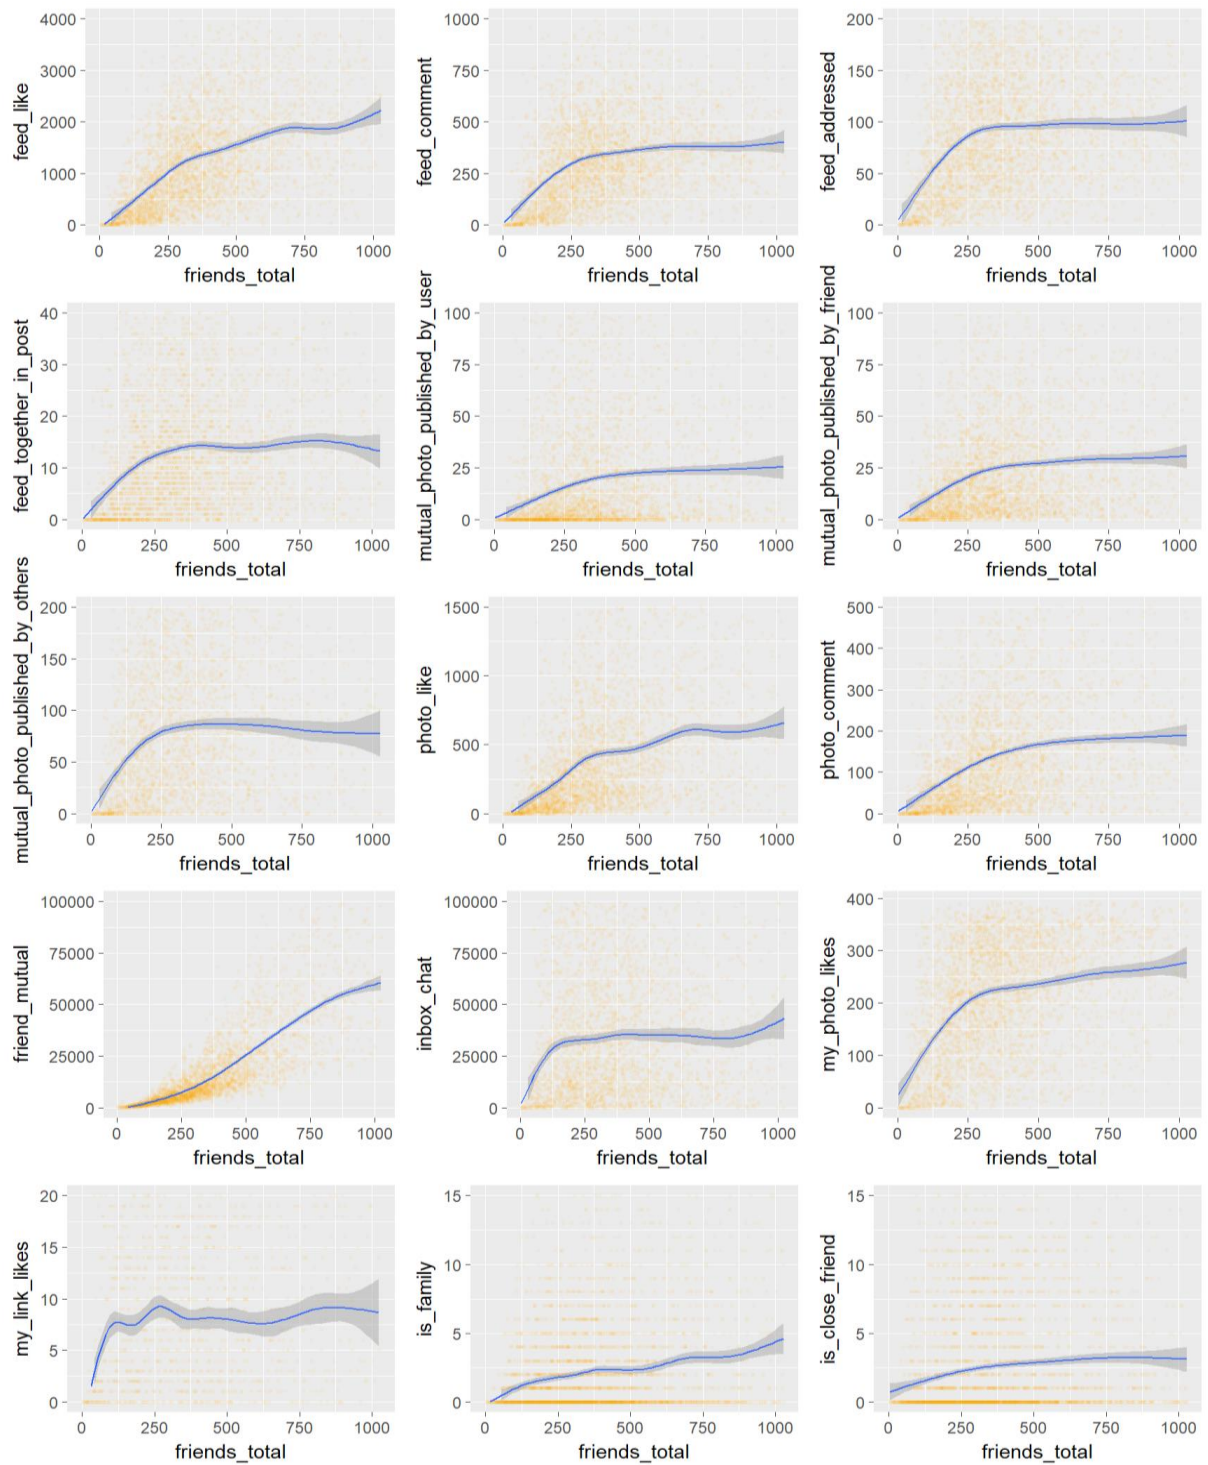 feed_like
4000
3000
2000
1000
0
0 250 500 750 1000
friends_total
feed_comment
1000
750
500
250
0
0 250 500 750 1000
friends_total
feed_addressed
200
150
100
50
0
0 250 500 750 1000
friends_total
feed_together_in_post
40
30
20
10
0
0 250 500 750 1000
friends_total
mutual_photo_published_by_user
100
75
50
25
0
0 250 500 750 1000
friends_total
mutual_photo_published_by_friend
100
75
50
25
0
0 250 500 750 1000
friends_total
mutual_photo_published_by_others
200
150
100
50
0
0 250 500 750 1000
friends_total
photo_like
1500
1000
500
0
0 250 500 750 1000
friends_total
photo_comment
500
400
300
200
100
0
0 250 500 750 1000
friends_total
friend_mutual
100000
75000
50000
25000
0
0 250 500 750 1000
friends_total
inbox_chat
100000
75000
50000
25000
0
0 250 500 750 1000
friends_total
my_photo_likes
400
300
200
100
0
0 250 500 750 1000
friends_total
my_link_likes
20
15
10
5
0
0 250 500 750 1000
friends_total
is_family
15
10
5
0
0 250 500 750 1000
friends_total
is_close_friend
15
10
5
0
0 250 500 750 1000
friends_total